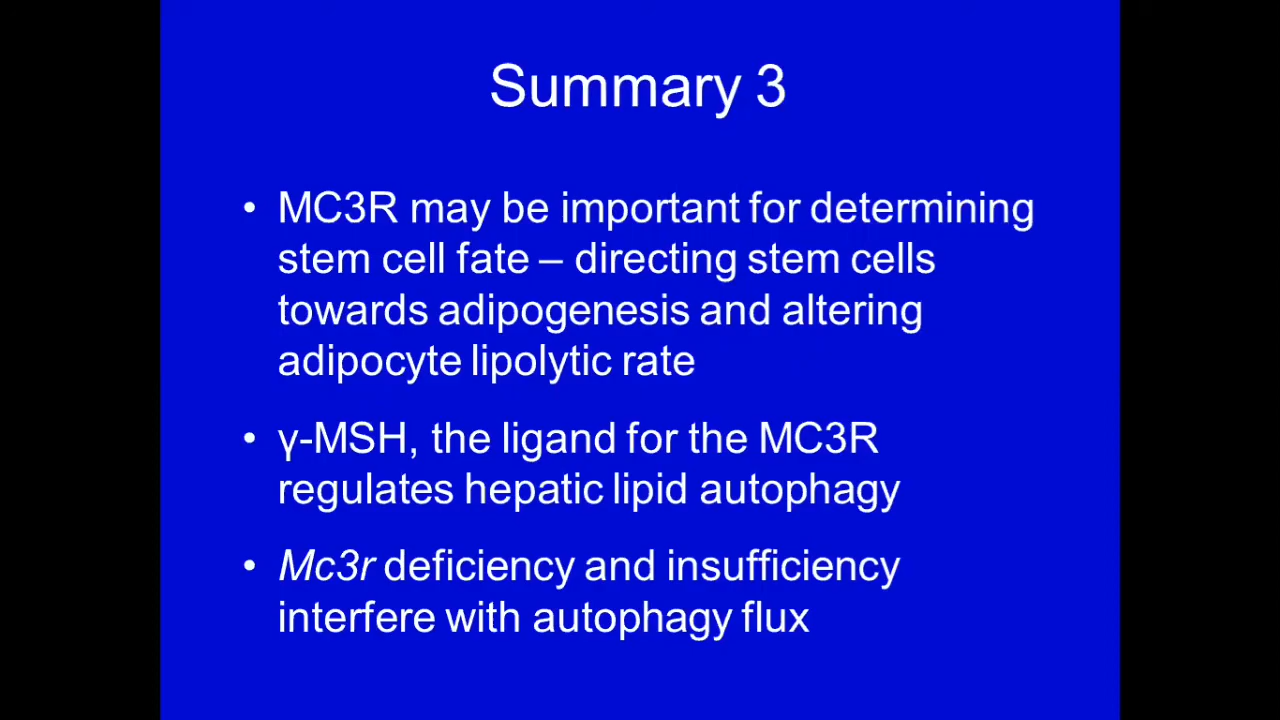 Summary 3
• MC3R may be important for determining
stem cell fate – directing stem cells
towards adipogenesis and altering
adipocyte lipolytic rate
• γ-MSH, the ligand for the MC3R
regulates hepatic lipid autophagy
• Mc3r deficiency and insufficiency
interfere with autophagy flux